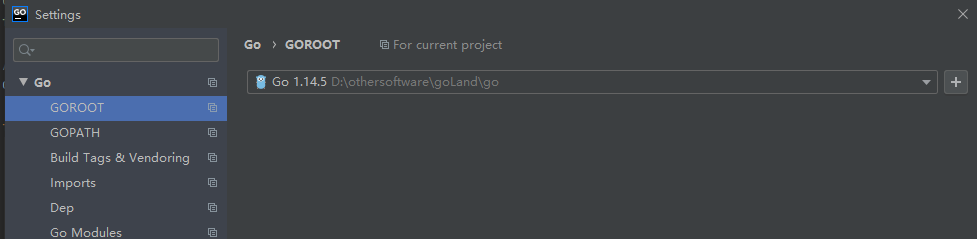 GO Settings
Go › GOROOT For current project
Go
Go 1.14.5 D:\othersoftware\goLand\go
GOROOT
GOPATH
Build Tags & Vendoring
Imports
Dep
Go Modules